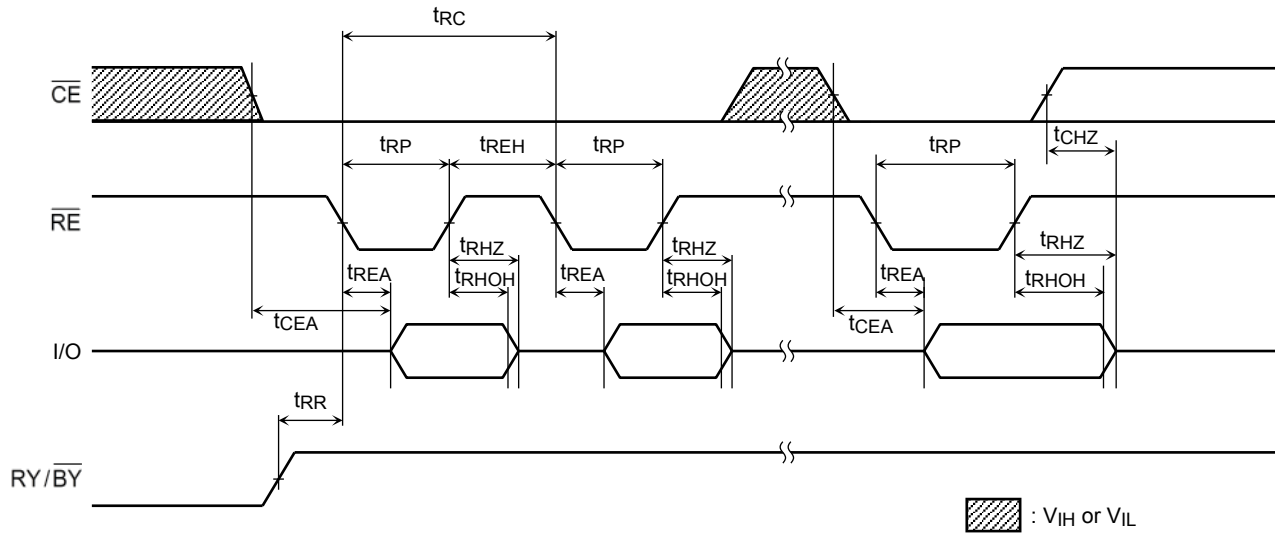 tRC
CE
tCHZ
tRP tREH tRP tRP
RE
tRHZ tRHZ tRHZ
tREA tRHOH tREA tRHOH tREA tRHOH
tCEA tCEA
I/O
tRR
RY/BY
: VIH or VIL